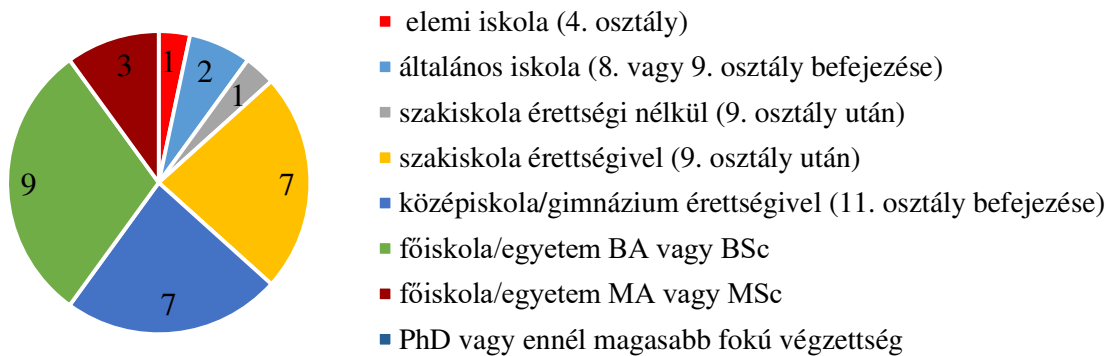 elemi iskola (4. osztály)
általános iskola (8. vagy 9. osztály befejezése)
szakiskola érettségi nélkül (9. osztály után)
szakiskola érettségivel (9. osztály után)
középiskola/gimnázium érettségivel (11. osztály befejezése)
főiskola/egyetem BA vagy BSc
főiskola/egyetem MA vagy MSc
PhD vagy ennél magasabb fokú végzettség
1
2
1
7
7
9
3